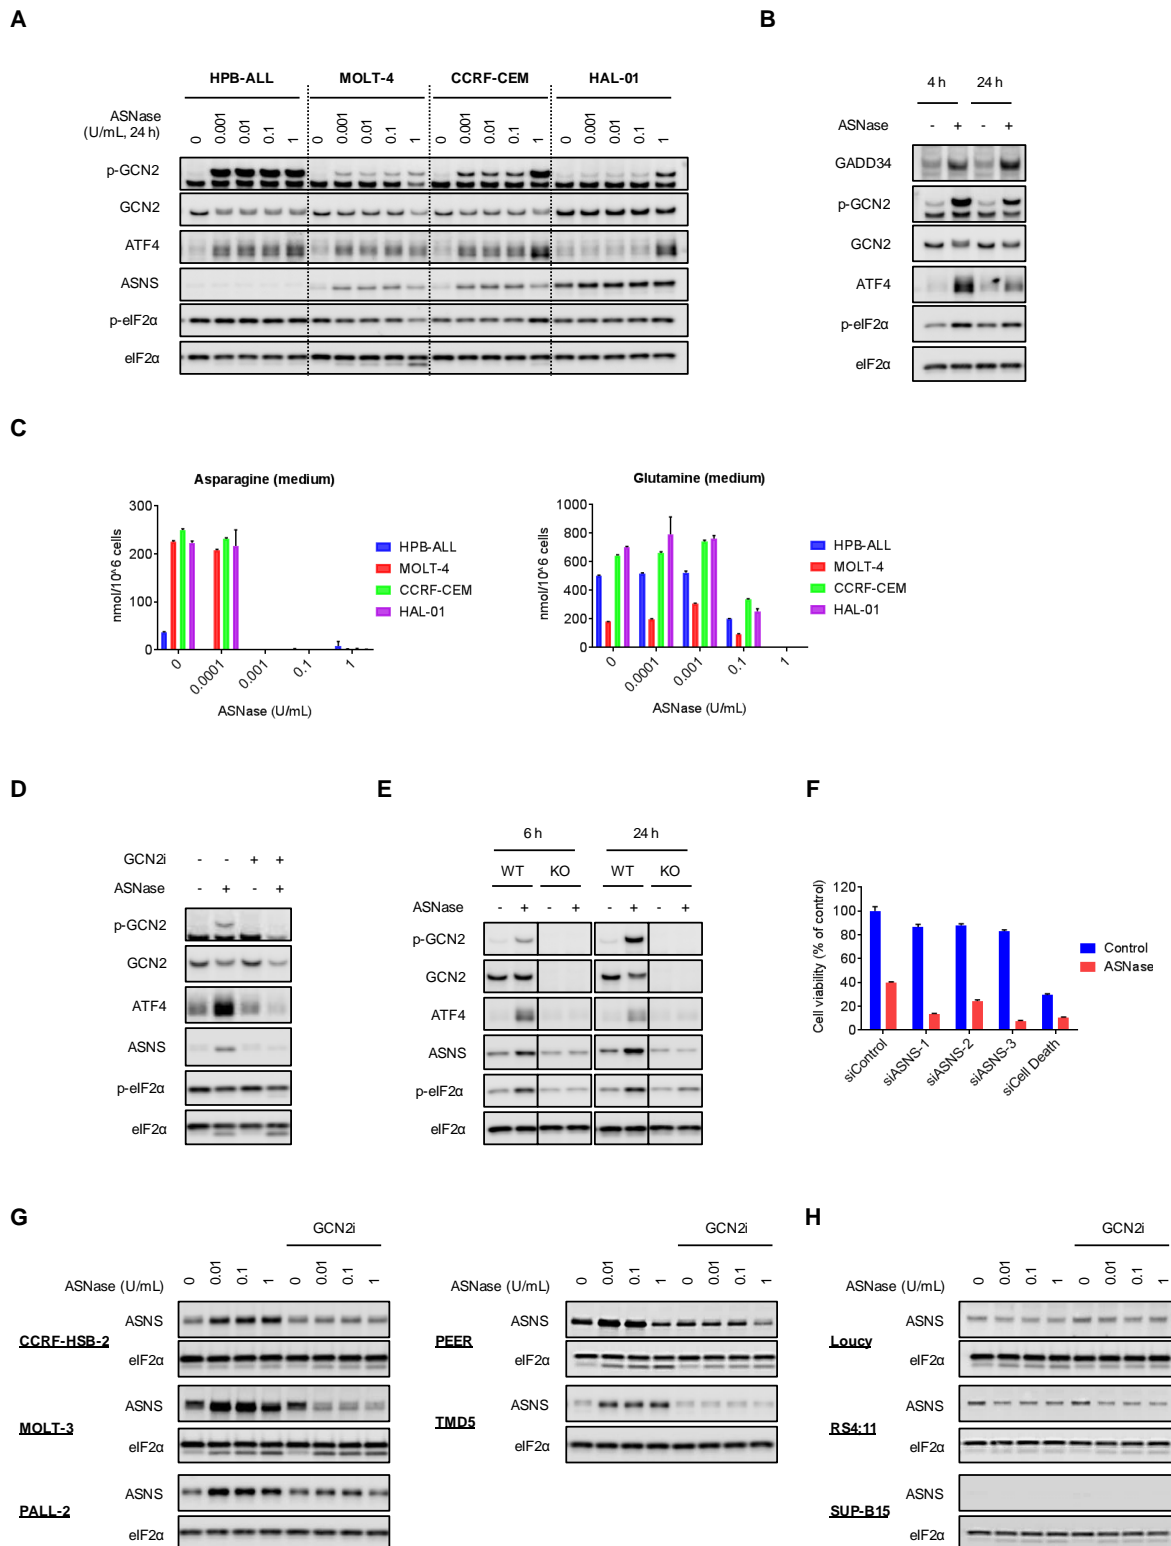 A
HPB-ALL MOLT-4 CCRF-CEM HAL-01
ASNase
(U/mL, 24 h)
0 0.001 0.01 0.1 1 0 0.001 0.01 0.1 1 0 0.001 0.01 0.1 1 0 0.001 0.01 0.1 1
p-GCN2
GCN2
ATF4
ASNS
p-eIF2α
eIF2α
B
4 h 24 h
ASNase - + - +
GADD34
p-GCN2
GCN2
ATF4
p-eIF2α
eIF2α
C
Asparagine (medium)
nmol/10^6 cells
300
200
100
0
0 0.0001 0.001 0.1 1
ASNase (U/mL)
HPB-ALL
MOLT-4
CCRF-CEM
HAL-01
Glutamine (medium)
nmol/10^6 cells
1000
800
600
400
200
0
0 0.0001 0.001 0.1 1
ASNase (U/mL)
HPB-ALL
MOLT-4
CCRF-CEM
HAL-01
D
GCN2i - - + +
ASNase - + - +
p-GCN2
GCN2
ATF4
ASNS
p-eIF2α
eIF2α
E
6 h 24 h
WT KO WT KO
ASNase - + - + - + - +
p-GCN2
GCN2
ATF4
ASNS
p-eIF2α
eIF2α
F
Cell viability (% of control)
120
100
80
60
40
20
0
siControl siASNS-1 siASNS-2 siASNS-3 siCell Death
Control
ASNase
G
GCN2i
ASNase (U/mL) 0 0.01 0.1 1 0 0.01 0.1 1
CCRF-HSB-2
ASNS
eIF2α
MOLT-3
ASNS
eIF2α
PALL-2
ASNS
eIF2α
GCN2i
ASNase (U/mL) 0 0.01 0.1 1 0 0.01 0.1 1
PEER
ASNS
eIF2α
TMD5
ASNS
eIF2α
H
GCN2i
ASNase (U/mL) 0 0.01 0.1 1 0 0.01 0.1 1
Loucy
ASNS
eIF2α
RS4:11
ASNS
eIF2α
SUP-B15
ASNS
eIF2α